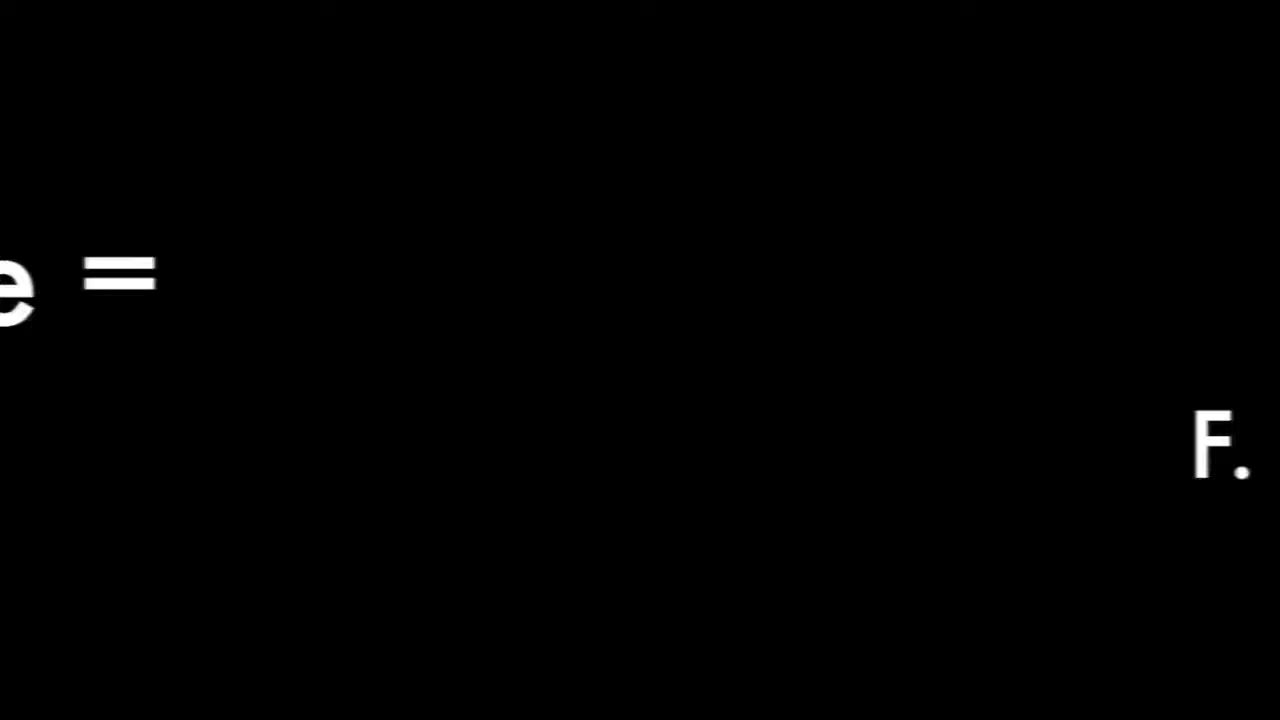 e =
F.